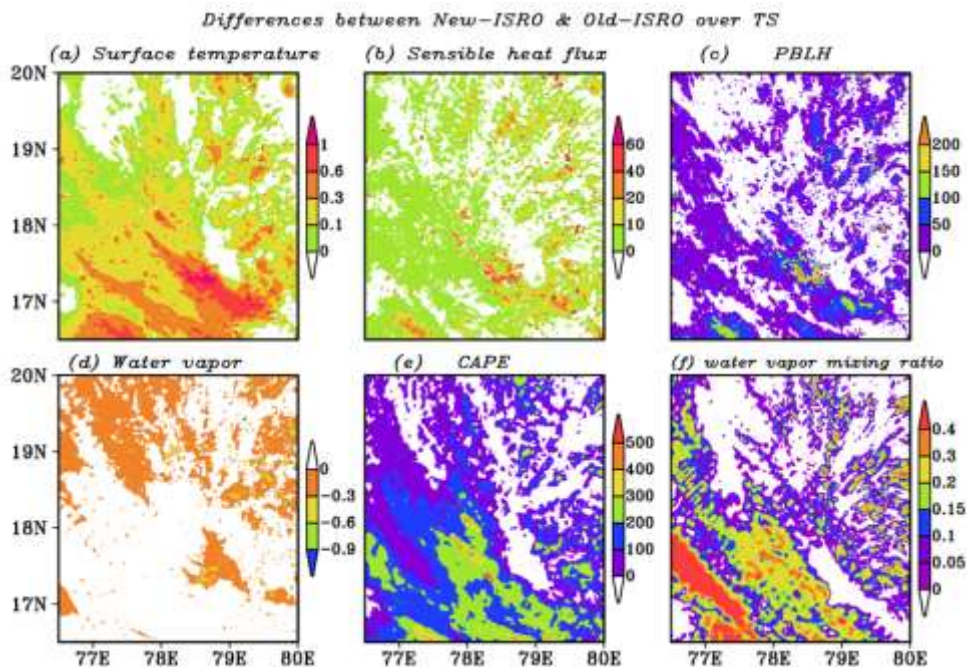 Differences between New-ISRO & Old-ISRO over TS
(a) Surface temperature
(b) Sensible heat flux
(c) PBLH
20N
19N
18N
17N
1
0.6
0.3
0.1
0
60
40
20
10
0
200
150
100
50
(d) Water vapor
(e) CAPE
(f) water vapor mixing ratio
20N
19N
18N
17N
0
-0.3
-0.6
-0.9
500
400
300
200
100
0
0.4
0.3
0.2
0.15
0.1
0.05
0
77E 78E 79E 80E
77E 78E 79E 80E
77E 78E 79E 80E